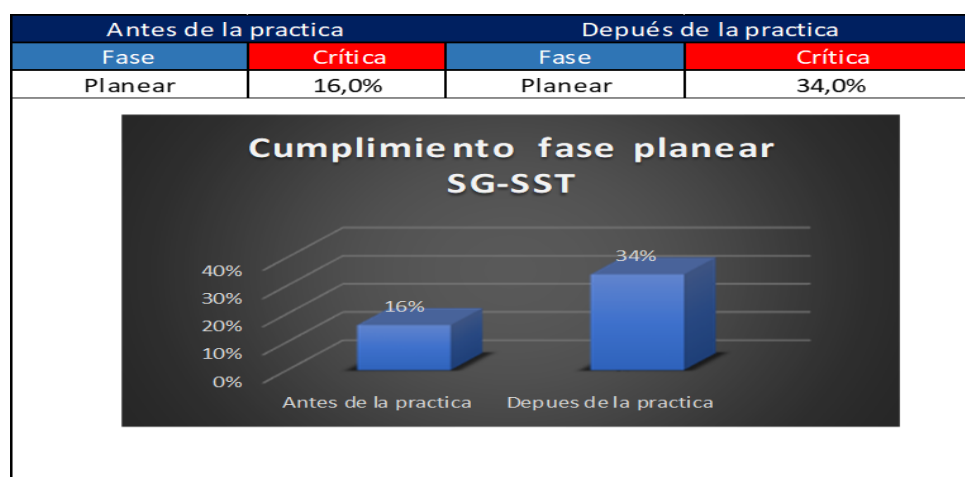 Antes de la practica Depués de la practica
Fase Crítica Fase Crítica
Planear 16,0% Planear 34,0%
Cumplimiento fase planear
SG-SST
40%
30%
20%
10%
0%
16%
34%
Antes de la practica Depues de la practica